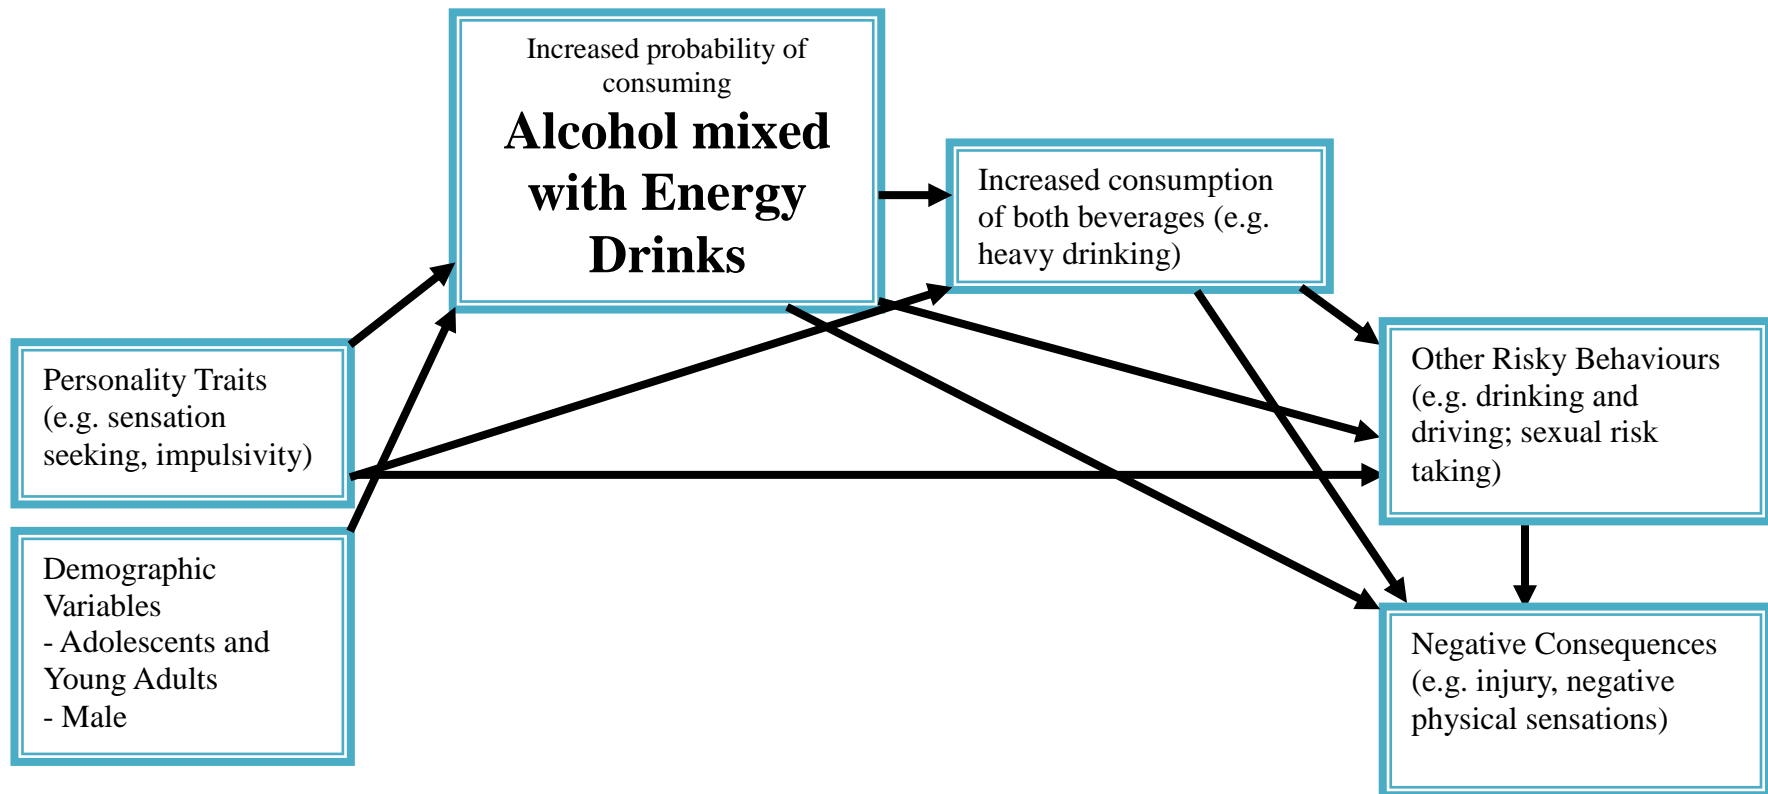 Increased probability of
consuming
Alcohol mixed
with Energy
Drinks
Increased consumption
of both beverages (e.g.
heavy drinking)
Personality Traits
(e.g. sensation
seeking, impulsivity)
Other Risky Behaviours
(e.g. drinking and
driving; sexual risk
taking)
Demographic
Variables
- Adolescents and
Young Adults
- Male
Negative Consequences
(e.g. injury, negative
physical sensations)